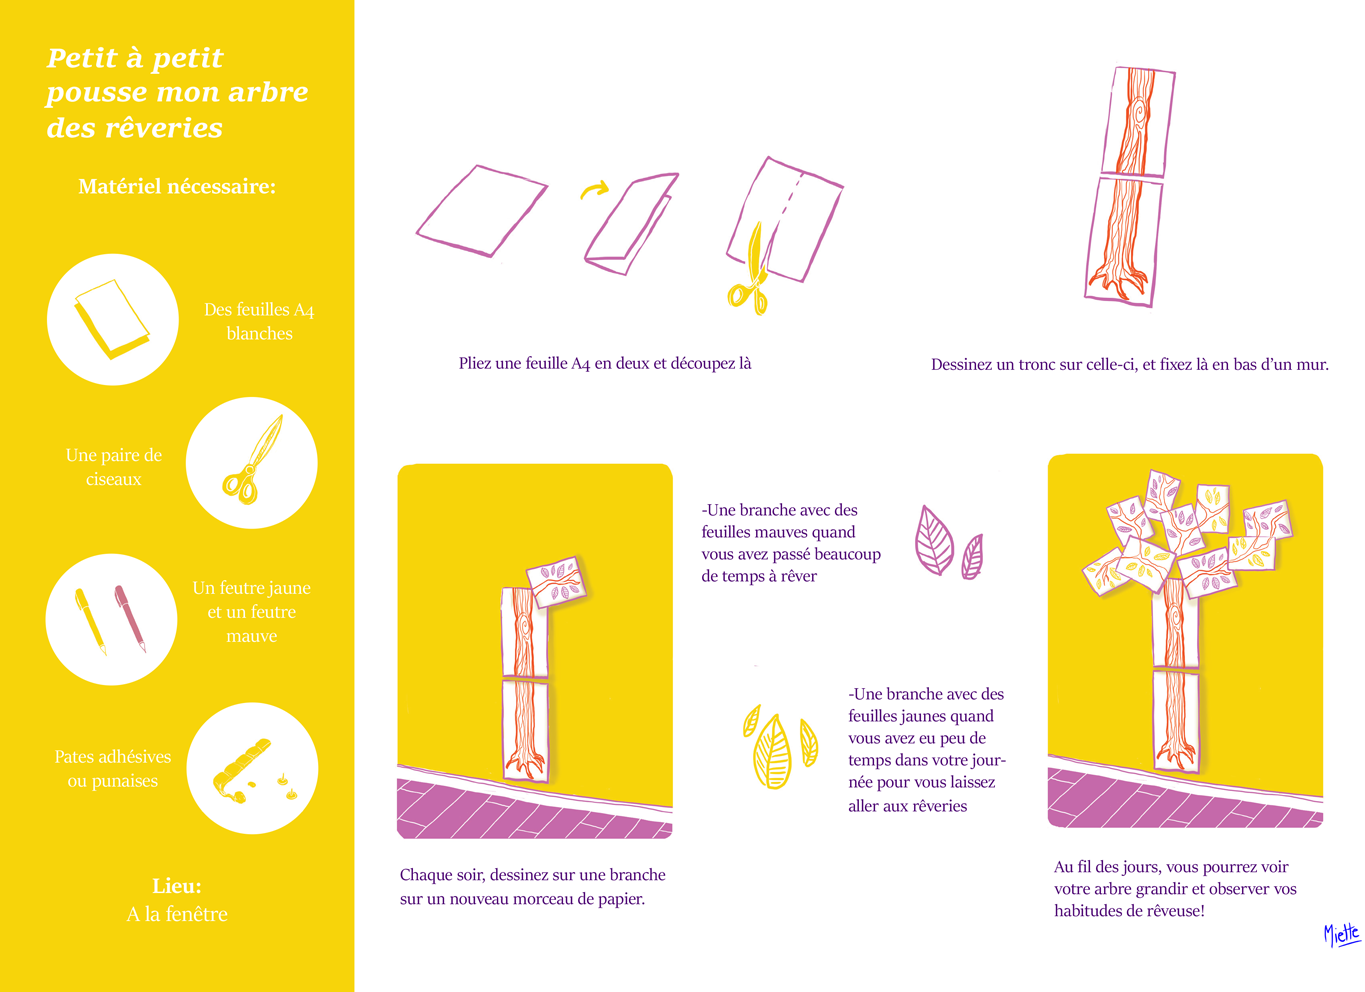 Petit à petit
pousse mon arbre
des rêveries
Matériel nécessaire:
Des feuilles A4
blanches
Une paire de
ciseaux
Un feutre jaune
et un feutre
mauve
Pates adhésives
ou punaises
Lieu:
A la fenêtre
Pliez une feuille A4 en deux et découpez là
Dessinez un tronc sur celle-ci, et fixez là en bas d'un mur.
Chaque soir, dessinez sur une branche
sur un nouveau morceau de papier.
-Une branche avec des
feuilles mauves quand
vous avez passé beaucoup
de temps à rêver
-Une branche avec des
feuilles jaunes quand
vous avez eu peu de
temps dans votre jour-
née pour vous laissez
aller aux rêveries
Au fil des jours, vous pourrez voir
votre arbre grandir et observer vos
habitudes de rêveuse!
Miette